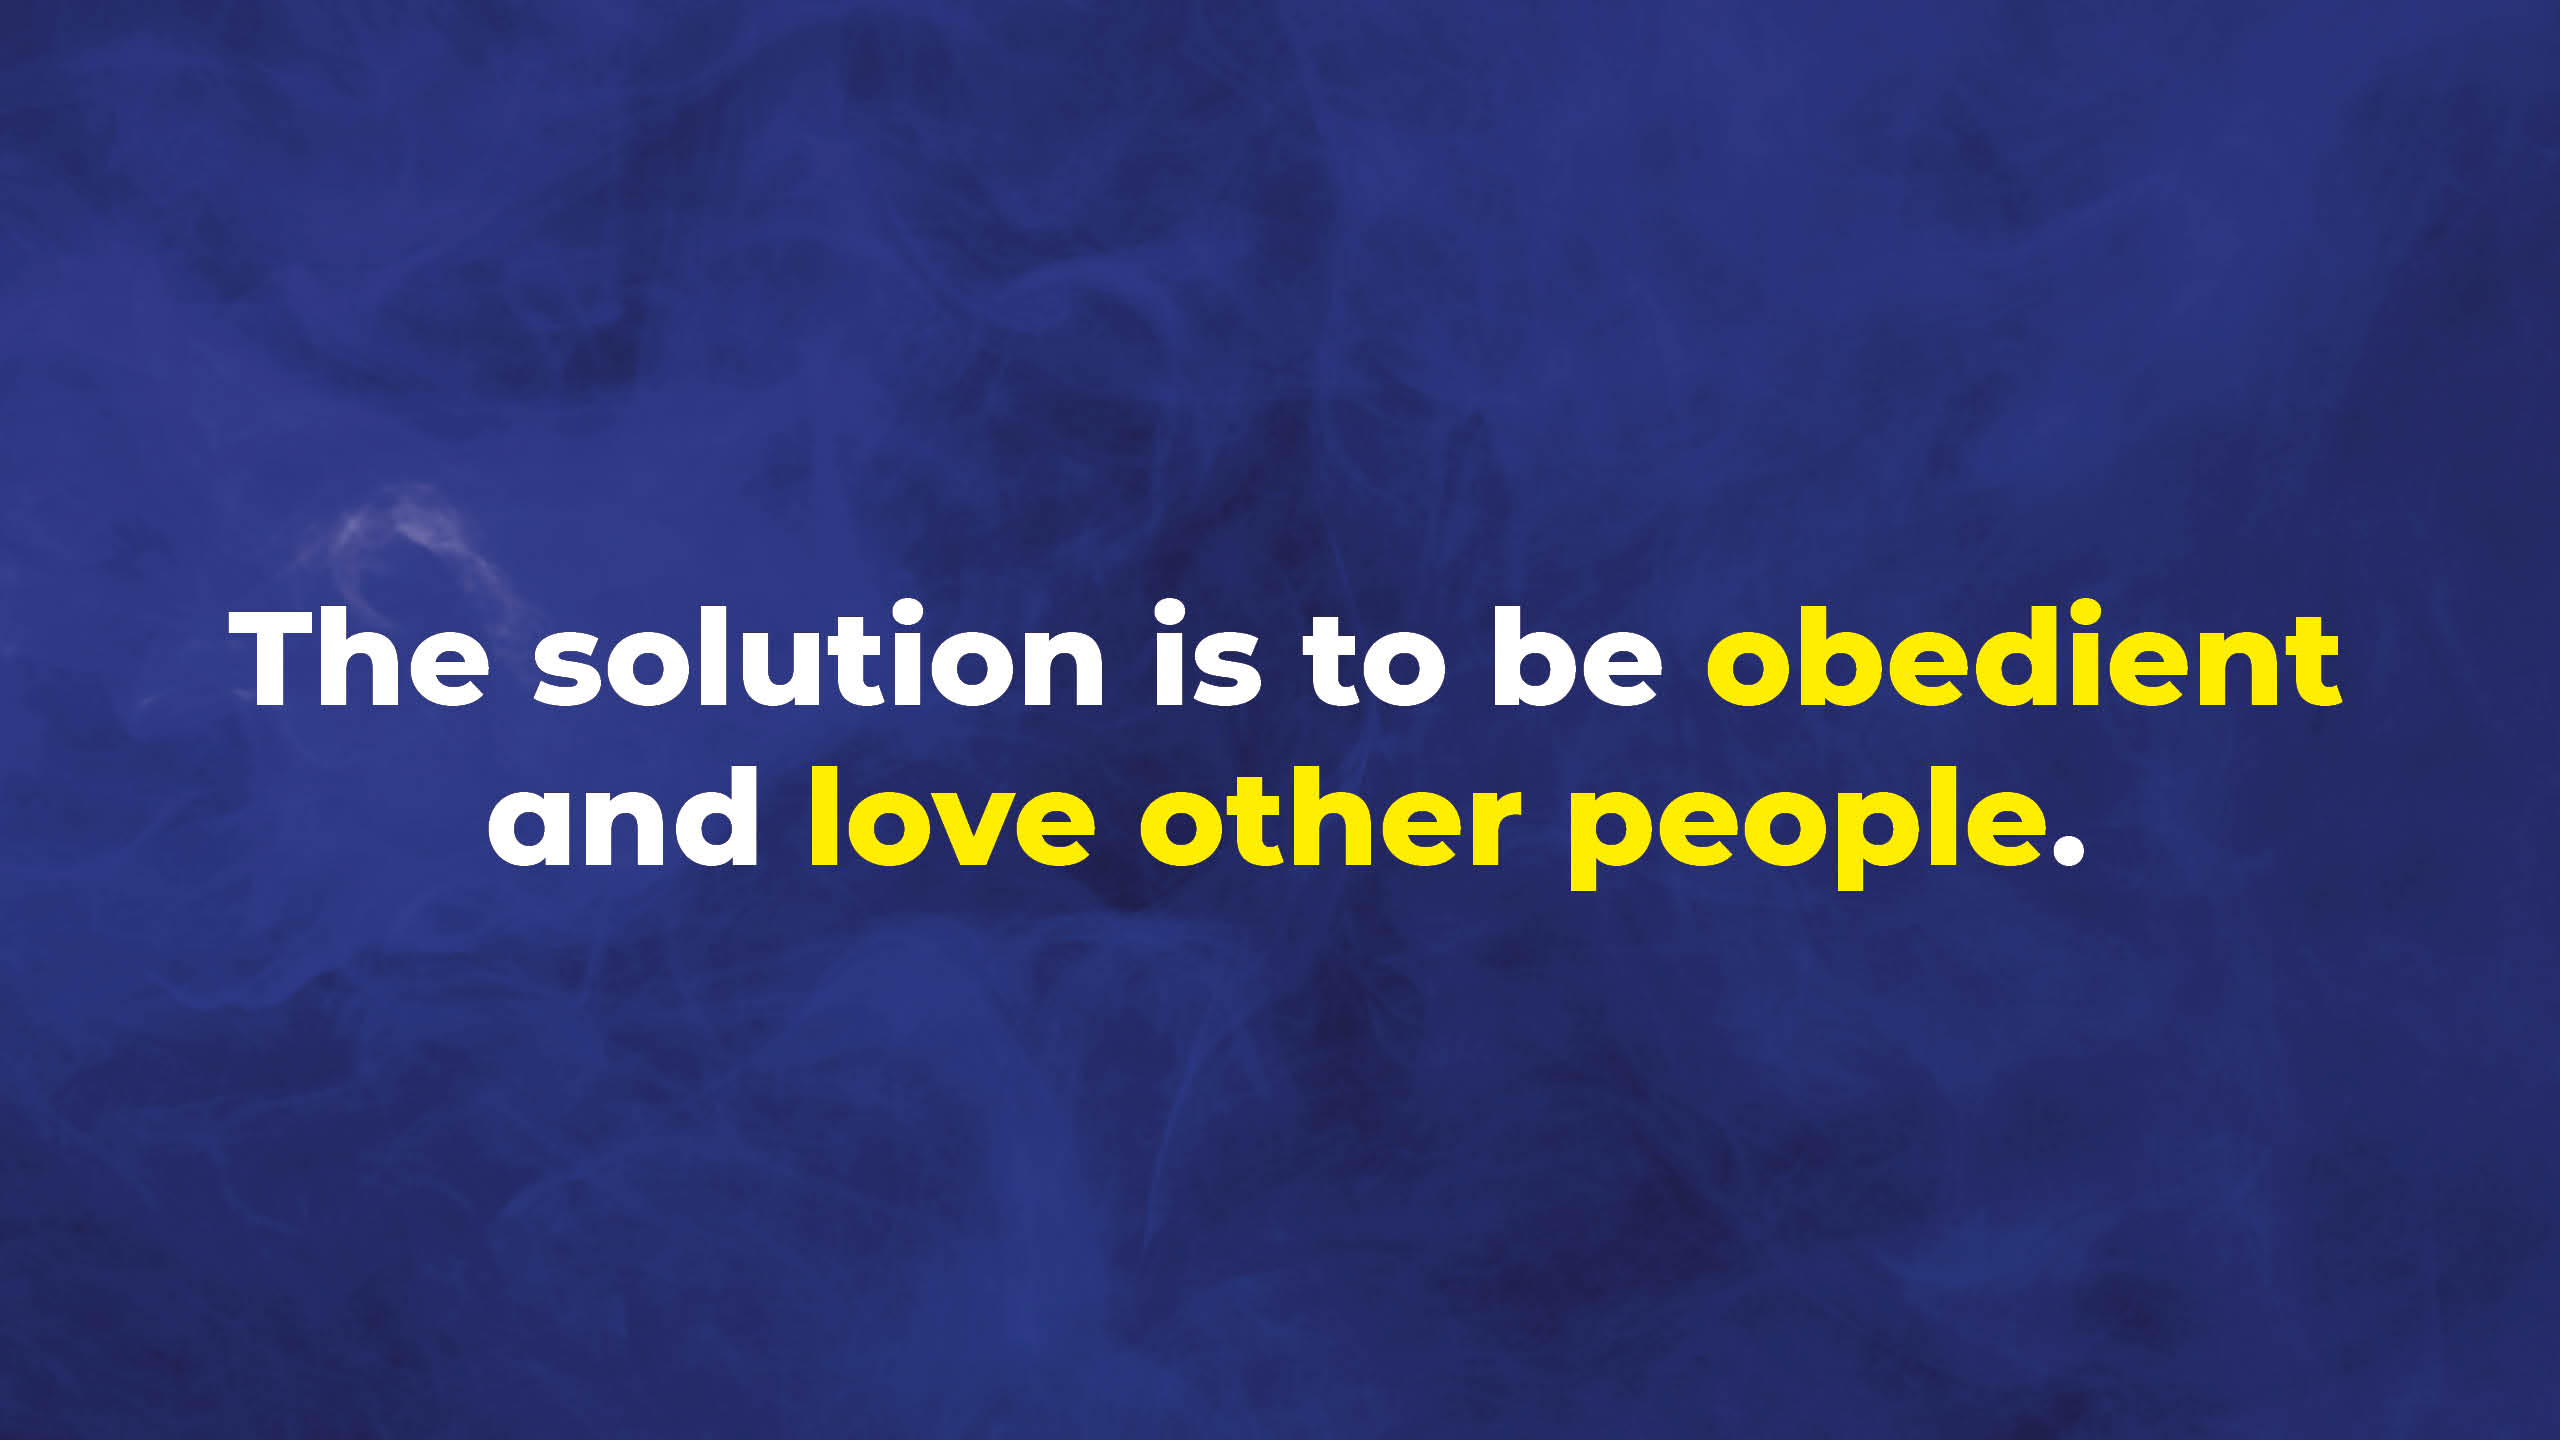 The solution is to be obedient
and love other people.